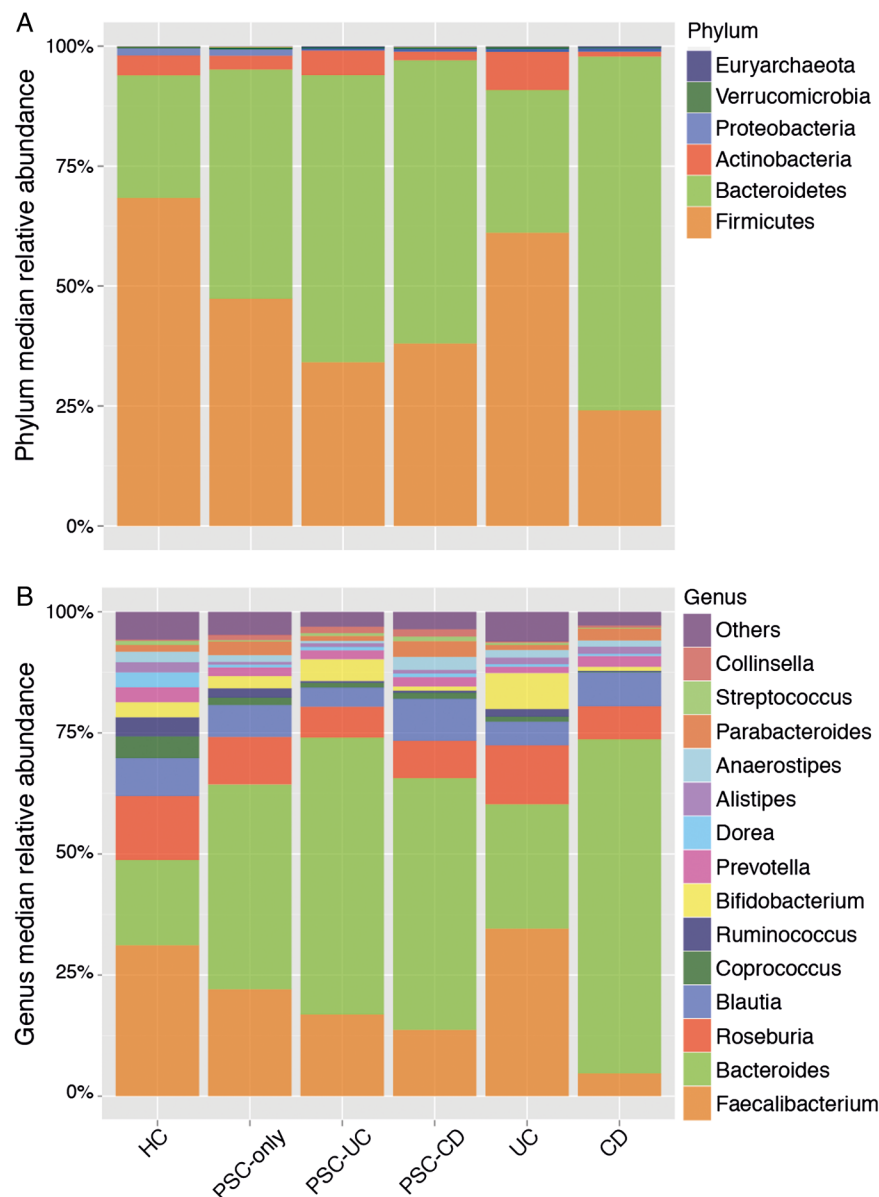 A
Phylum median relative abundance
100%
75%
50%
25%
0%
Phylum
Euryarchaeota
Verrucomicrobia
Proteobacteria
Actinobacteria
Bacteroidetes
Firmicutes
B
Genus median relative abundance
100%
75%
50%
25%
0%
HC
PSC-only
PSC-UC
PSC-CD
UC
CD
Genus
Others
Collinsella
Streptococcus
Parabacteroides
Anaerostipes
Alistipes
Dorea
Prevotella
Bifidobacterium
Ruminococcus
Coprococcus
Blautia
Roseburia
Bacteroides
Faecalibacterium